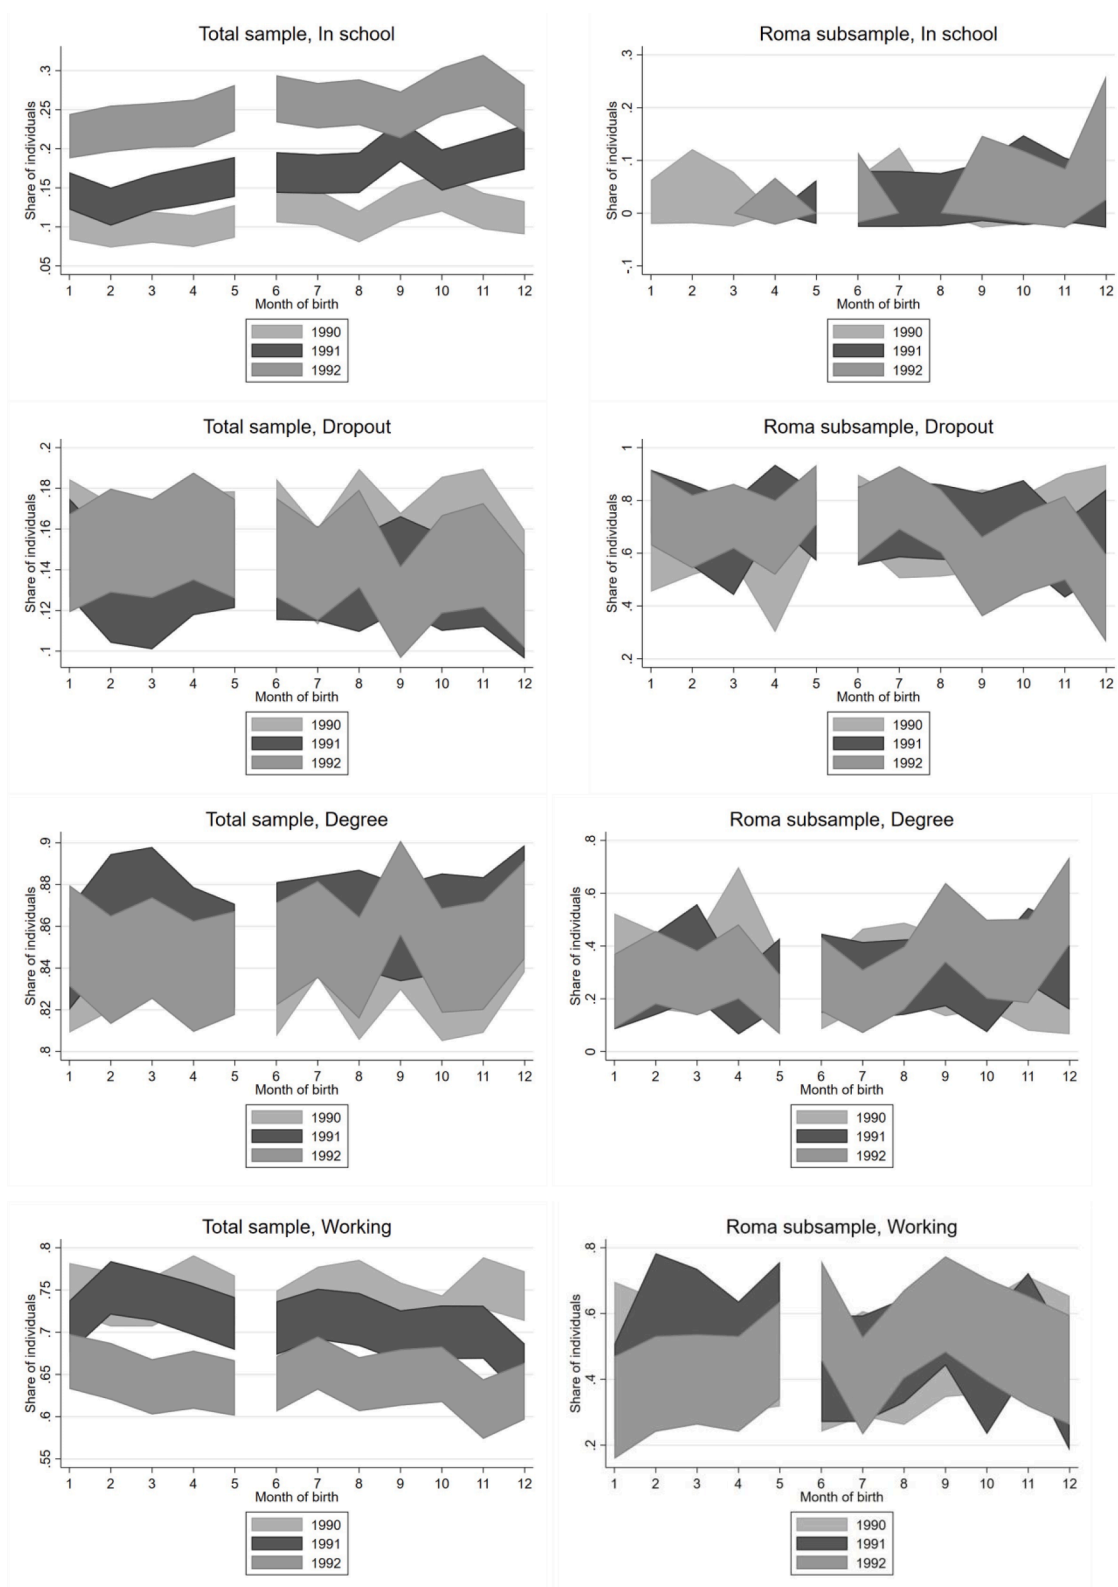 Total sample, In school
Share of individuals
.05 .1 .15 .2 .25 .3
1 2 3 4 5 6 7 8 9 10 11 12
Month of birth
1990
1991
1992
Roma subsample, In school
Share of individuals
-.1 0 .1 .2 .3
1 2 3 4 5 6 7 8 9 10 11 12
Month of birth
1990
1991
1992
Total sample, Dropout
Share of individuals
.1 .12 .14 .16 .18 .2
1 2 3 4 5 6 7 8 9 10 11 12
Month of birth
1990
1991
1992
Roma subsample, Dropout
Share of individuals
.2 .4 .6 .8 1
1 2 3 4 5 6 7 8 9 10 11 12
Month of birth
1990
1991
1992
Total sample, Degree
Share of individuals
.8 .82 .84 .86 .88 .9
1 2 3 4 5 6 7 8 9 10 11 12
Month of birth
1990
1991
1992
Roma subsample, Degree
Share of individuals
0 .2 .4 .6 .8
1 2 3 4 5 6 7 8 9 10 11 12
Month of birth
1990
1991
1992
Total sample, Working
Share of individuals
.55 .6 .65 .7 .75 .8
1 2 3 4 5 6 7 8 9 10 11 12
Month of birth
1990
1991
1992
Roma subsample, Working
Share of individuals
.2 .4 .6 .8
1 2 3 4 5 6 7 8 9 10 11 12
Month of birth
1990
1991
1992